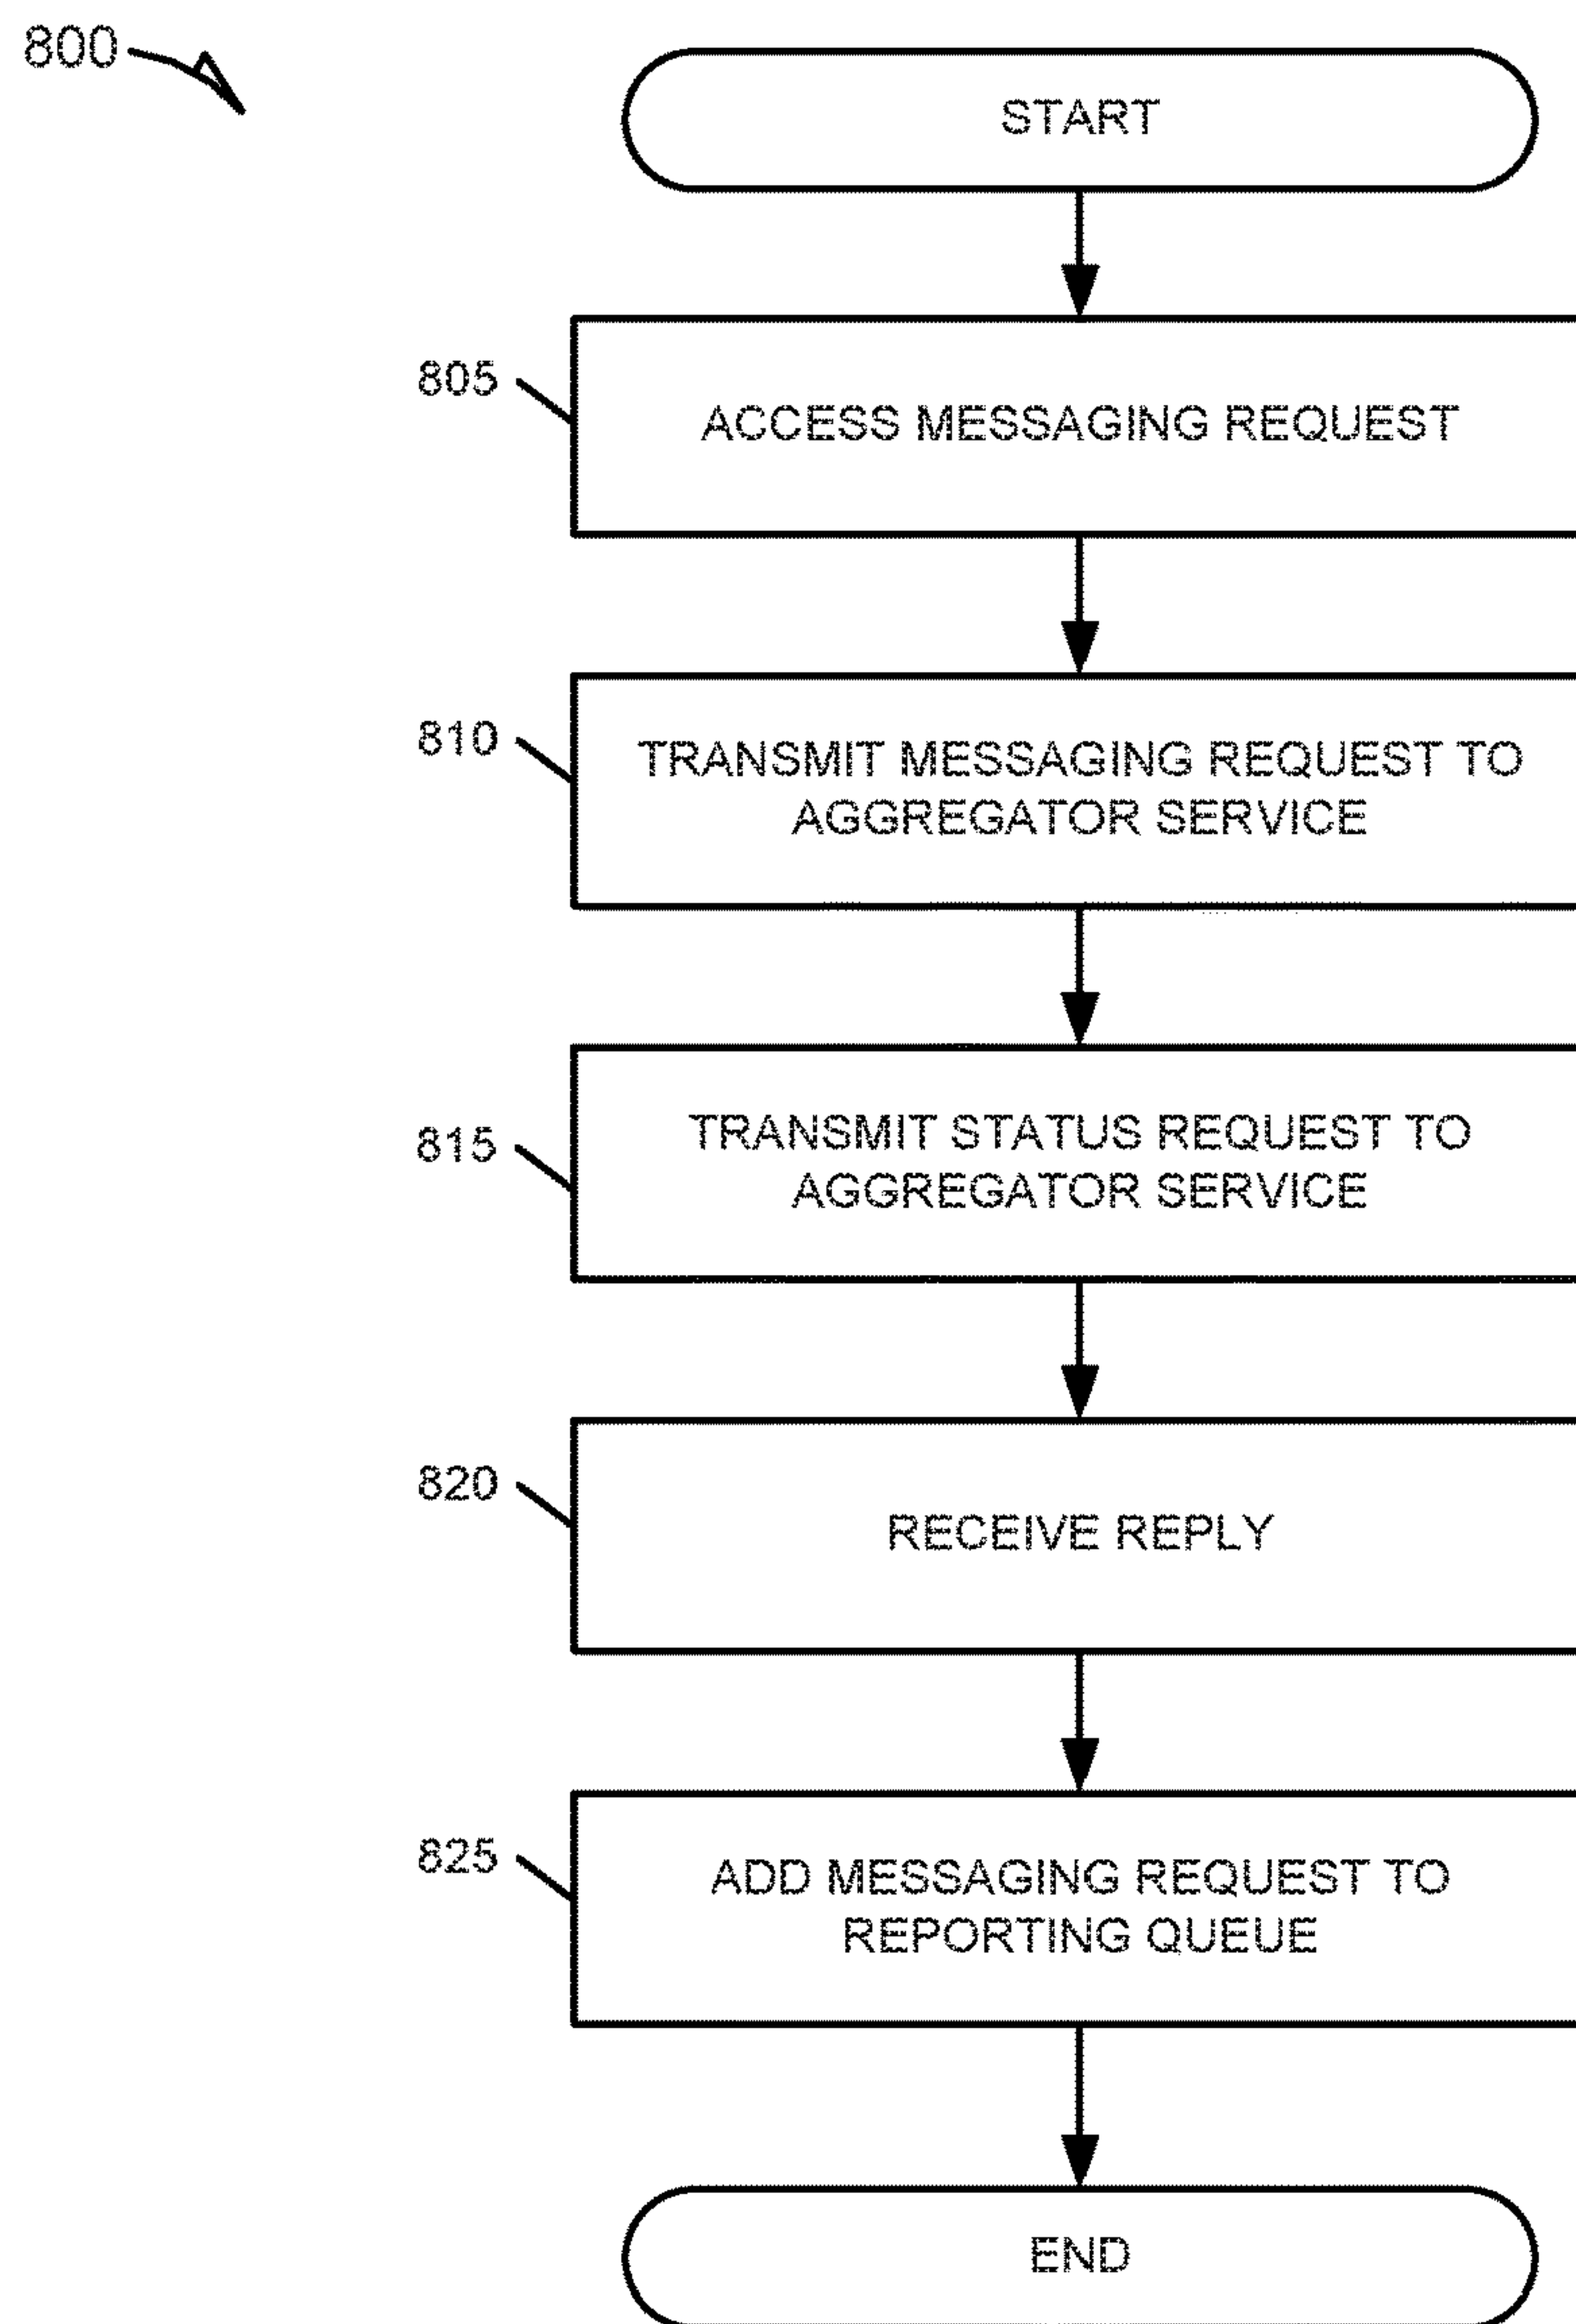 800
START
805
ACCESS MESSAGING REQUEST
810
TRANSMIT MESSAGING REQUEST TO
AGGREGATOR SERVICE
815
TRANSMIT STATUS REQUEST TO
AGGREGATOR SERVICE
820
RECEIVE REPLY
825
ADD MESSAGING REQUEST TO
REPORTING QUEUE
END